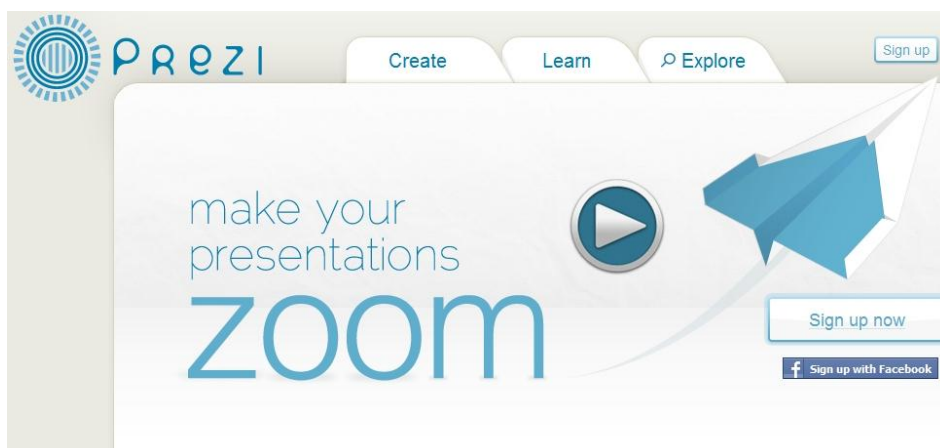 PRezI
Create
Learn
Explore
Sign up
make your
presentations
zoom
Sign up now
f Sign up with Facebook